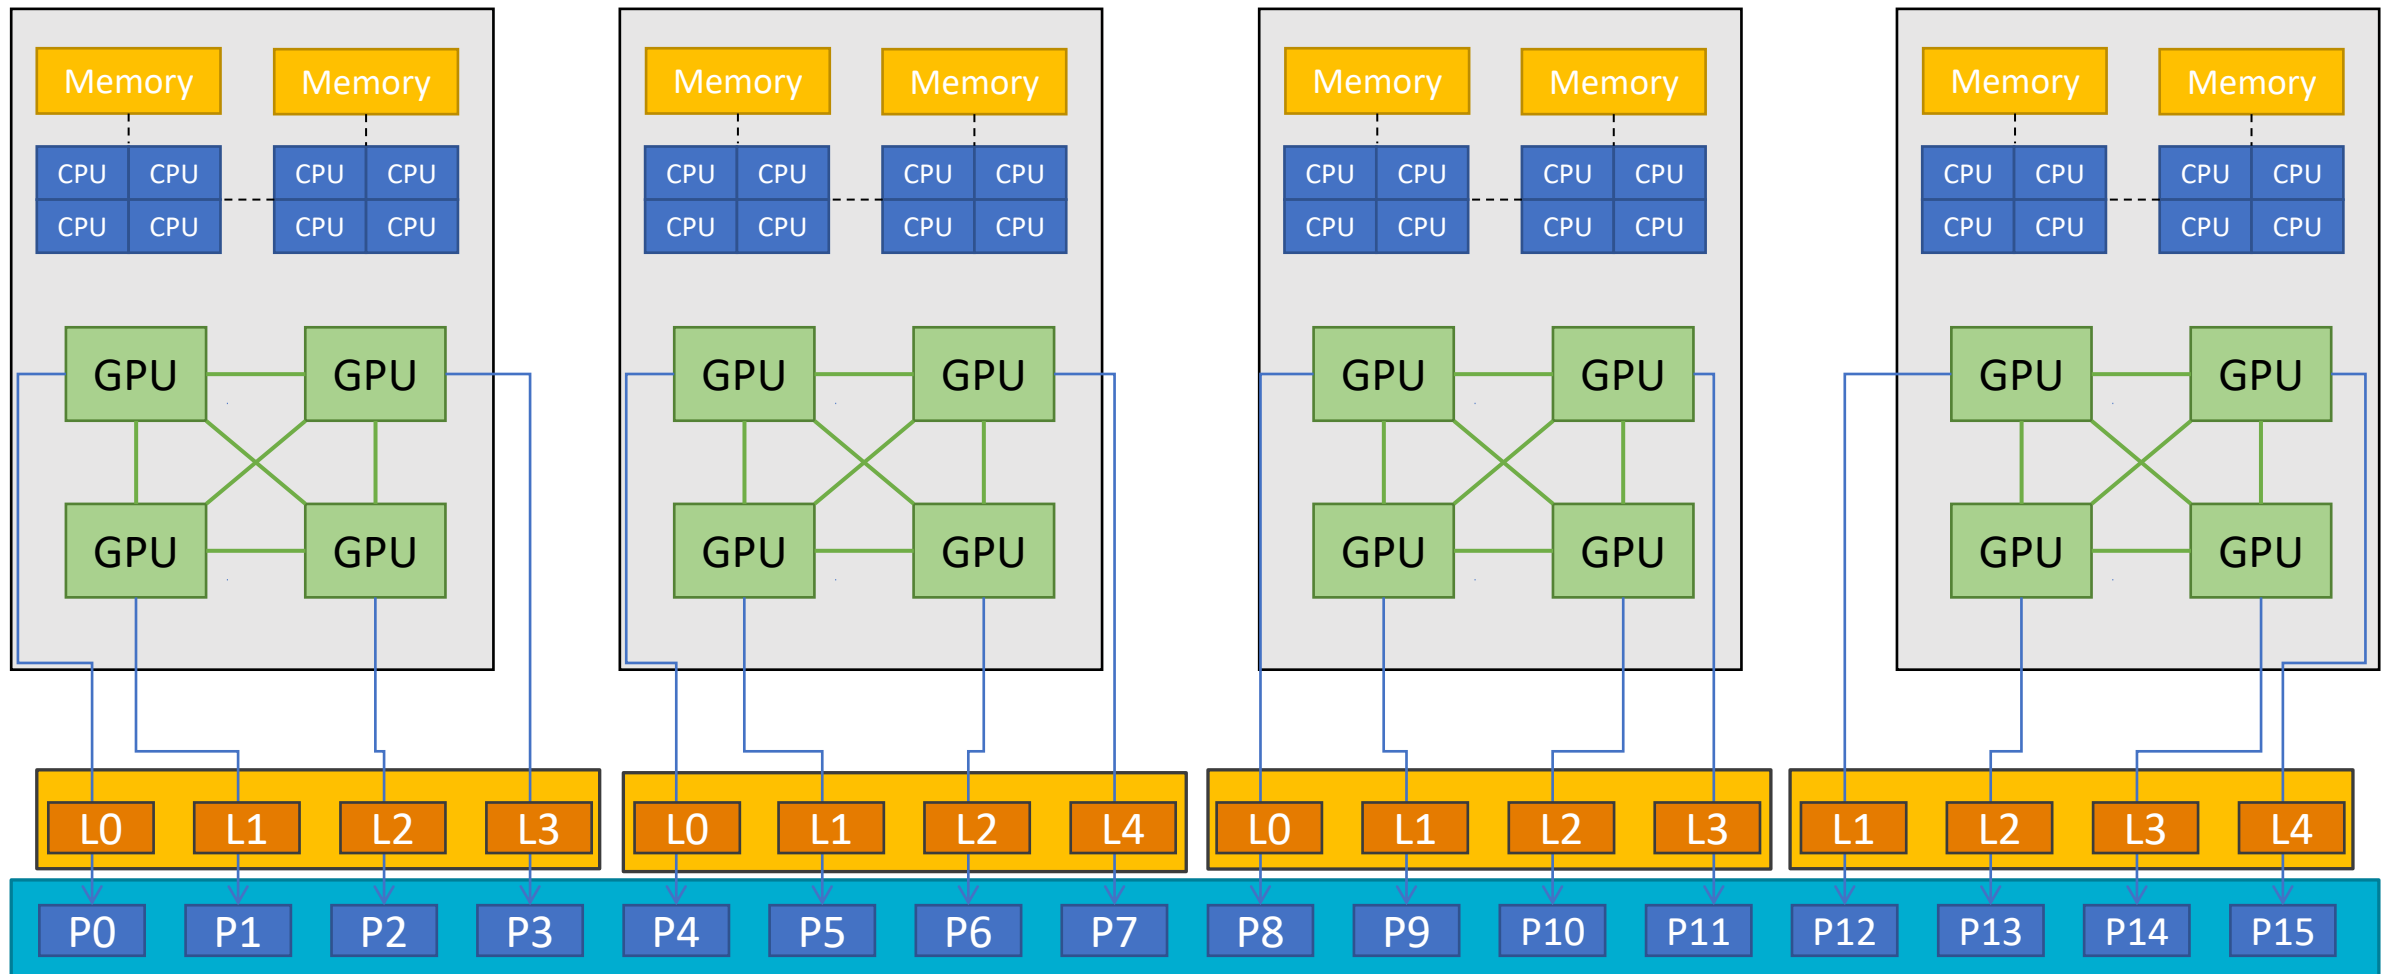 Memory Memory Memory Memory Memory Memory Memory Memory
CPU CPU CPU CPU CPU CPU CPU CPU CPU CPU CPU CPU CPU CPU CPU CPU
CPU CPU CPU CPU CPU CPU CPU CPU CPU CPU CPU CPU CPU CPU CPU CPU
GPU GPU GPU GPU GPU GPU GPU GPU
GPU GPU GPU GPU GPU GPU GPU GPU
L0 L1 L2 L3 L0 L1 L2 L4 L0 L1 L2 L3 L1 L2 L3 L4
P0 P1 P2 P3 P4 P5 P6 P7 P8 P9 P10 P11 P12 P13 P14 P15